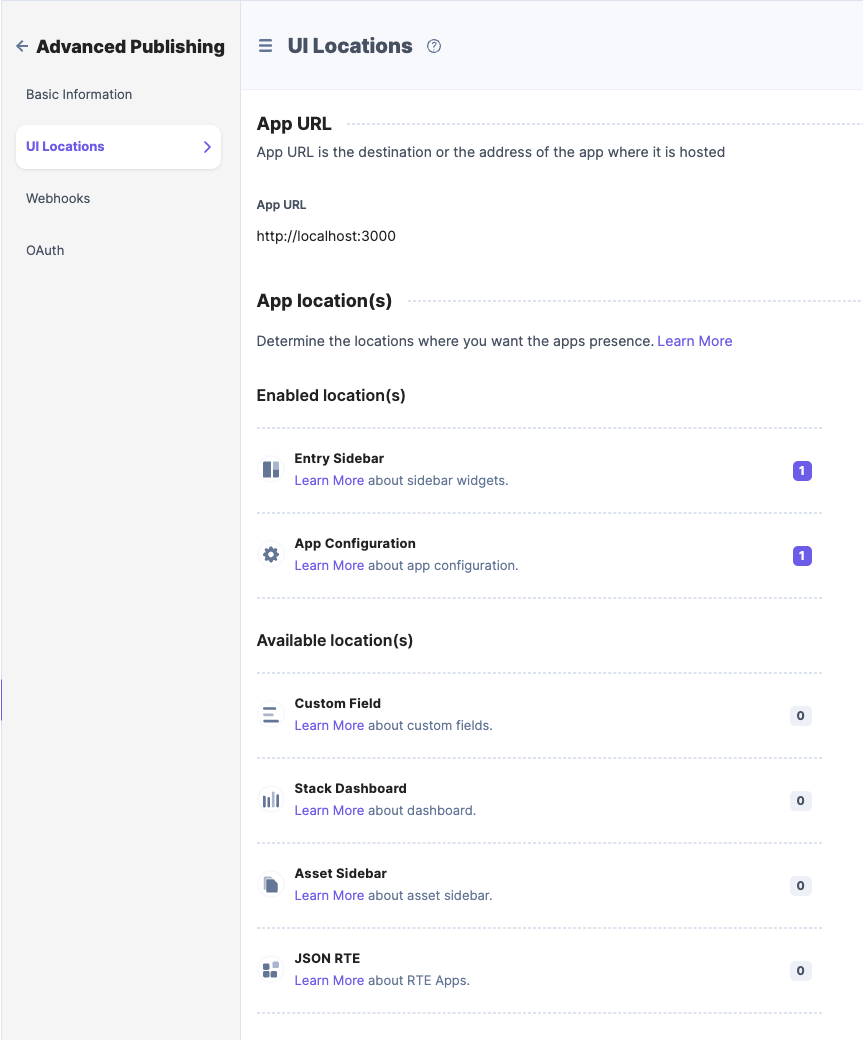 Advanced Publishing
Basic Information
UI Locations
Webhooks
OAuth
UI Locations
App URL
App URL is the destination or the address of the app where it is hosted
App URL
http://localhost:3000
App location(s)
Determine the locations where you want the apps presence. Learn More
Enabled location(s)
Entry Sidebar
1
Learn More about sidebar widgets.
App Configuration
1
Learn More about app configuration.
Available location(s)
Custom Field
0
Learn More about custom fields.
Stack Dashboard
0
Learn More about dashboard.
Asset Sidebar
0
Learn More about asset sidebar.
JSON RTE
0
Learn More about RTE Apps.